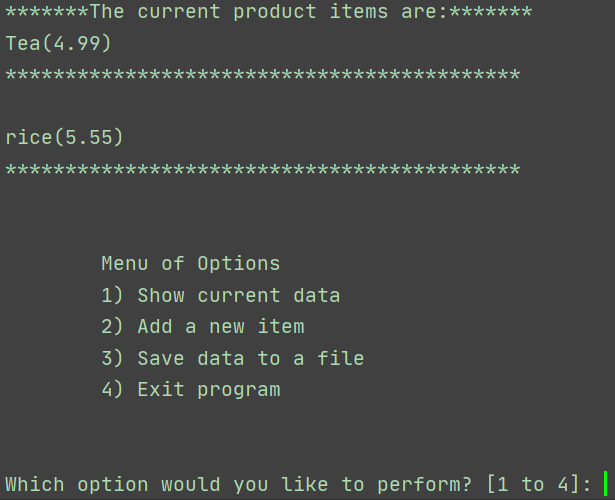 *******The current product items are:*******
Tea(4.99)
*******************************************
rice(5.55)
*******************************************
Menu of Options
1) Show current data
2) Add a new item
3) Save data to a file
4) Exit program
Which option would you like to perform? [1 to 4]: